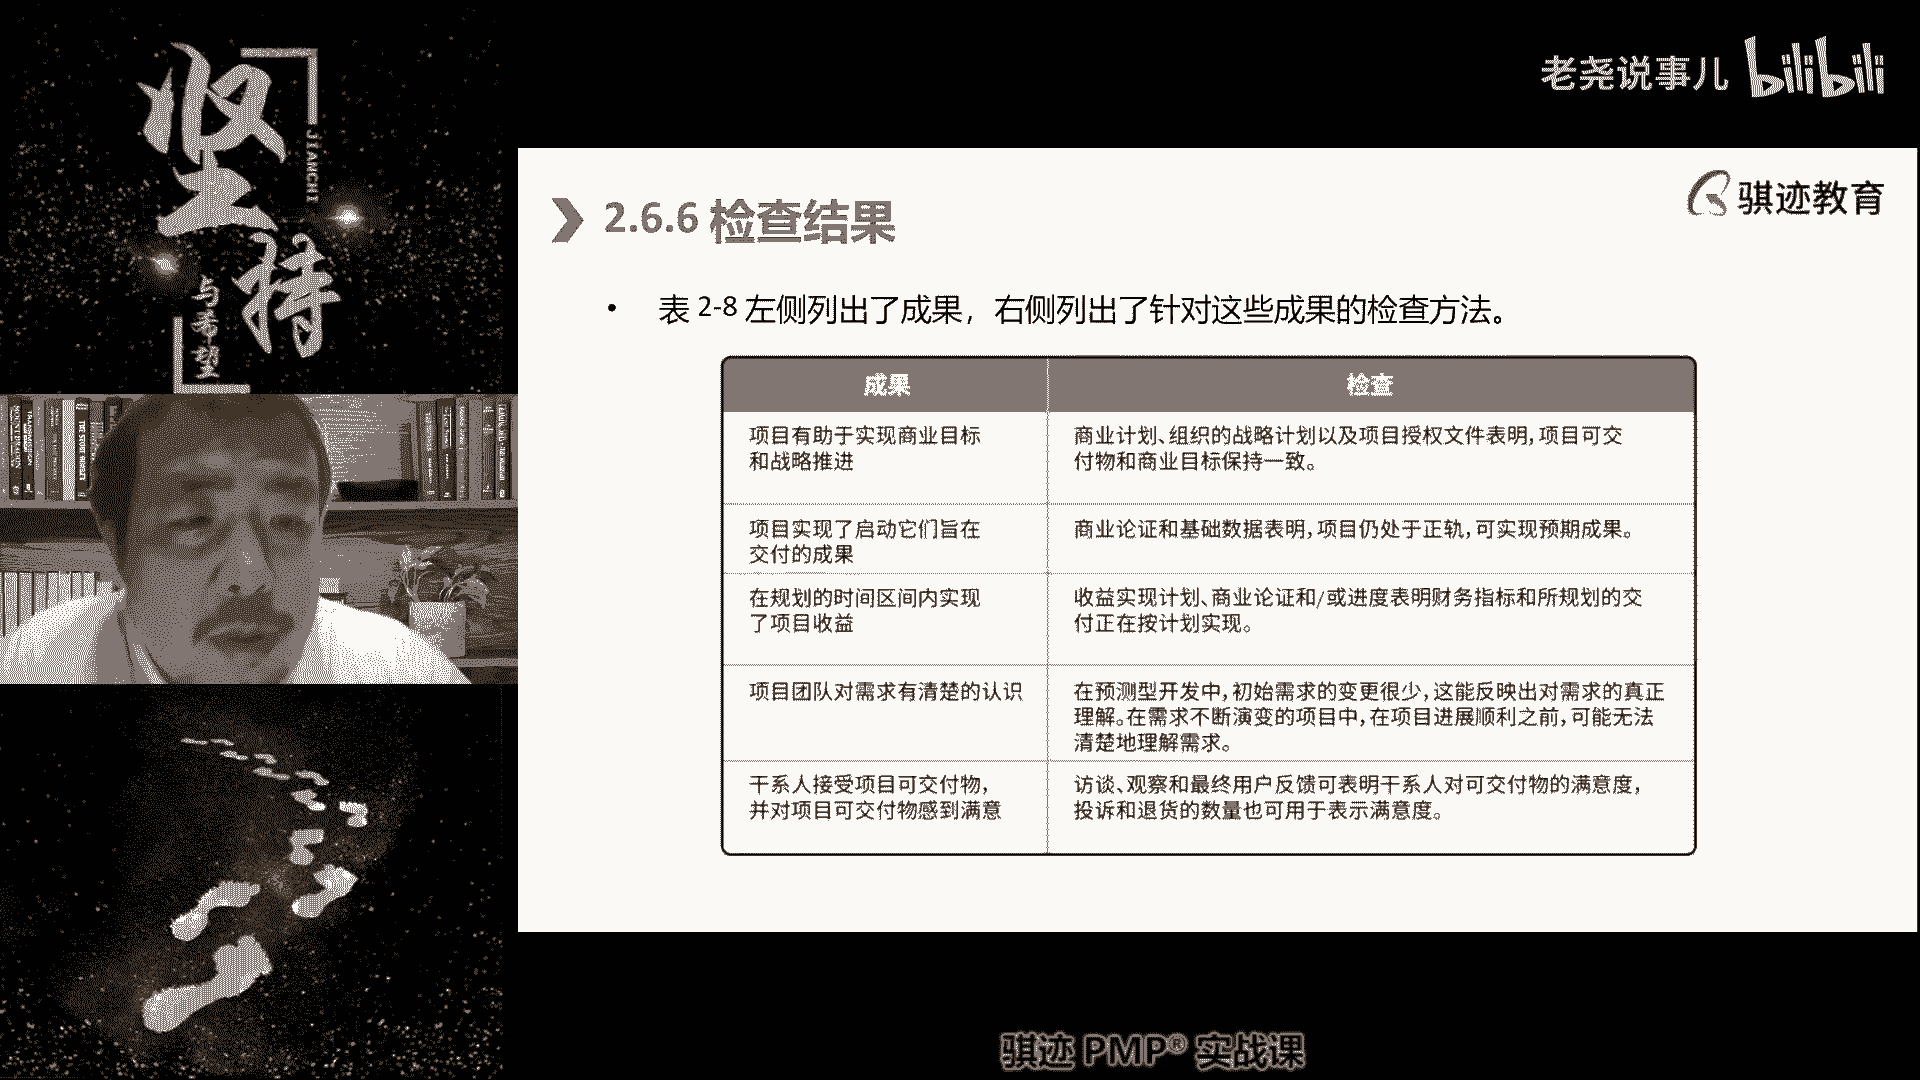 坚持
JIANCHI
与希望
老尧说事儿 bilibili
骐迹教育
2.6.6 检查结果
• 表 2-8 左侧列出了成果，右侧列出了针对这些成果的检查方法。
成果
检查
项目有助于实现商业目标
和战略推进
商业计划、组织的战略计划以及项目授权文件表明，项目可交
付物和商业目标保持一致。
项目实现了启动它们旨在
交付的成果
商业论证和基础数据表明，项目仍处于正轨，可实现预期成果。
在规划的时间区间内实现
了项目收益
收益实现计划、商业论证和/或进度表明财务指标和所规划的交
付正在按计划实现。
项目团队对需求有清楚的认识
在预测型开发中，初始需求的变更很少，这能反映出对需求的真正
理解。在需求不断演变的项目中，在项目进展顺利之前，可能无法
清楚地理解需求。
干系人接受项目可交付物，
并对项目可交付物感到满意
访谈、观察和最终用户反馈可表明干系人对可交付物的满意度，
投诉和退货的数量也可用于表示满意度。
骐迹 PMP® 实战课